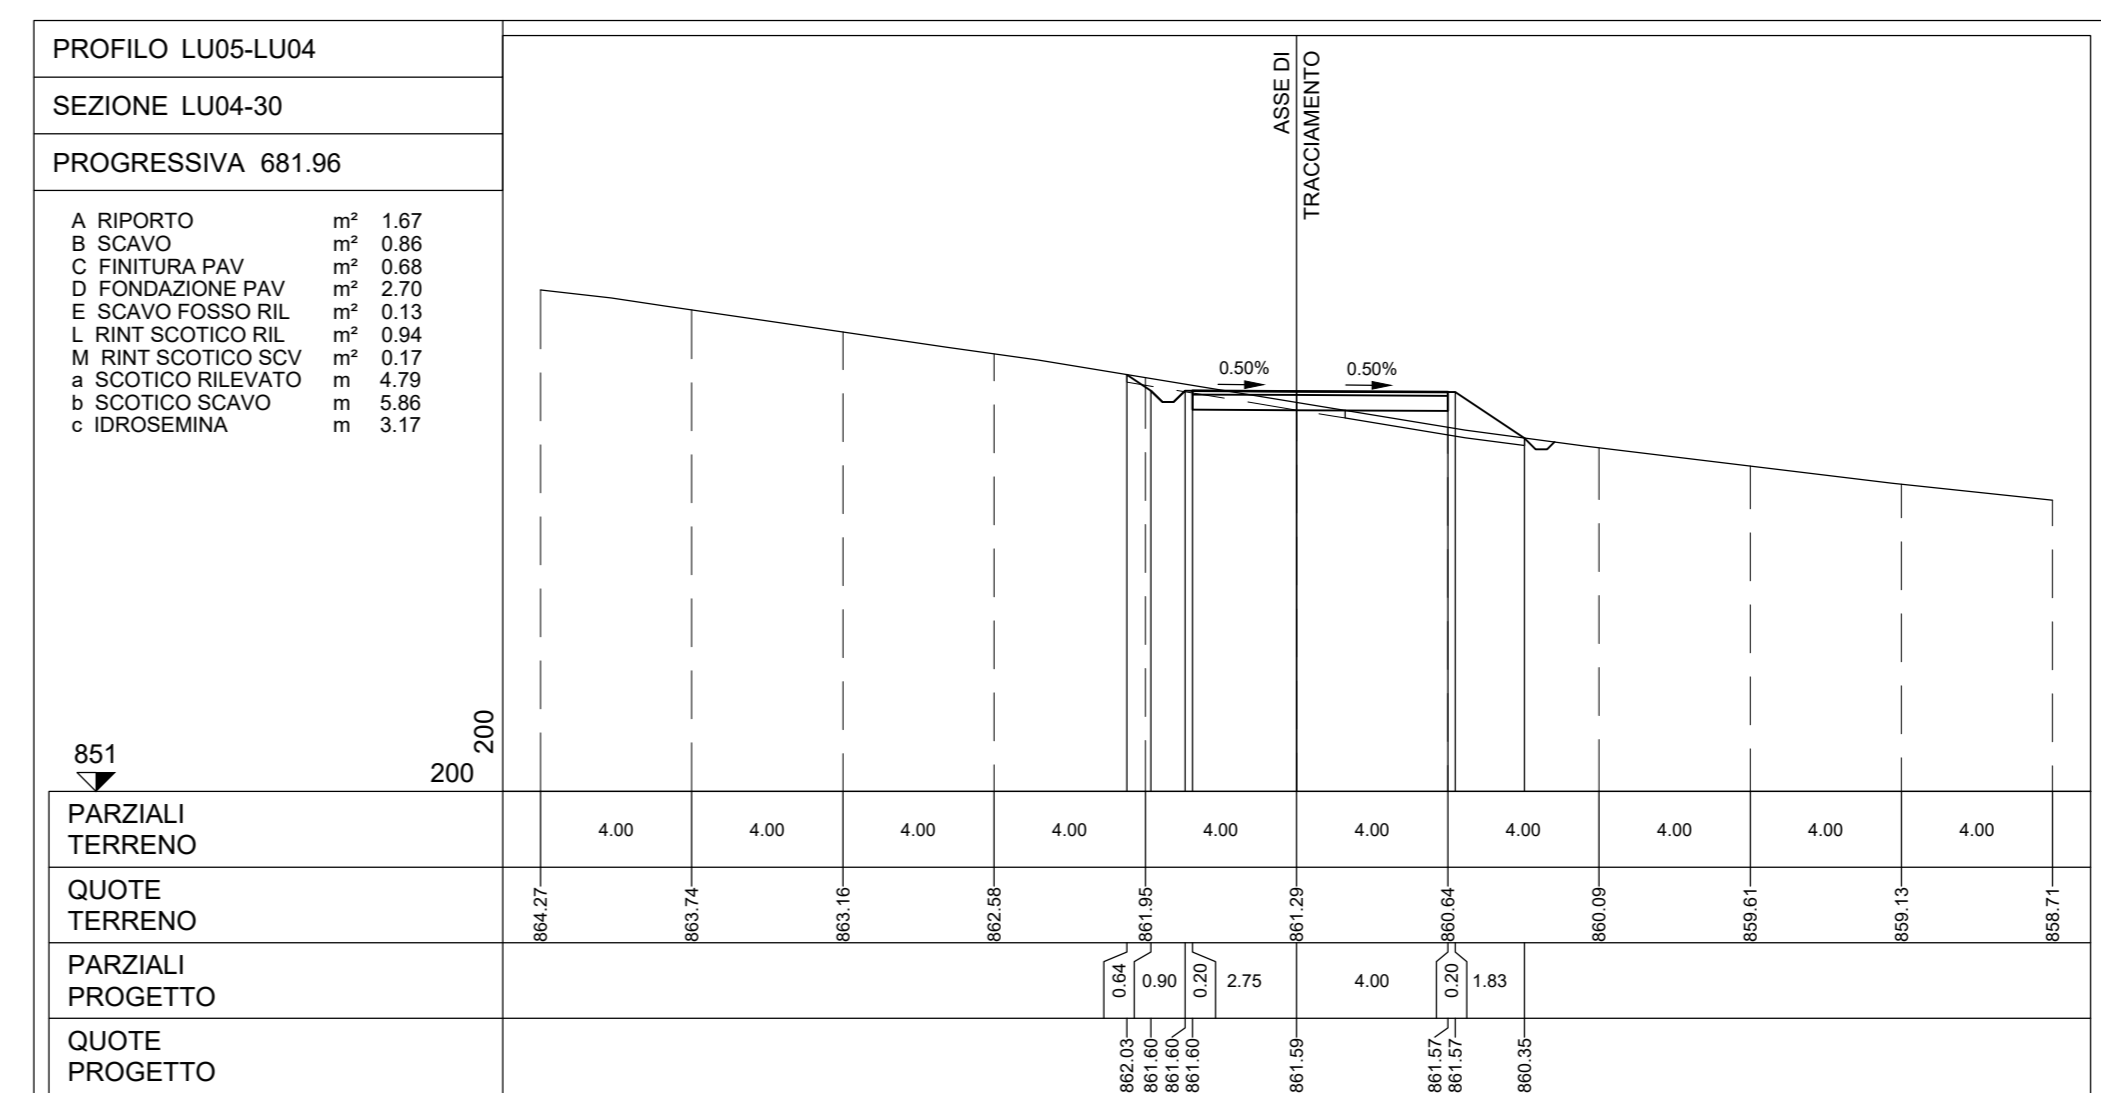 PROFILO LU05-LU04
SEZIONE LU04-30
PROGRESSIVA 681.96
A RIPORTO m² 1.67
B SCAVO m² 0.86
C FINITURA PAV m² 0.68
D FONDAZIONE PAV m² 2.70
E SCAVO FOSSO RIL m² 0.13
L RINT SCOTICO RIL m² 0.94
M RINT SCOTICO SCV m² 0.17
a SCOTICO RILEVATO m 4.79
b SCOTICO SCAVO m 5.86
c IDROSEMINA m 3.17
851
200
200
ASSE DI
TRACCIAMENTO
0.50% 0.50%
PARZIALI
TERRENO
4.00 4.00 4.00 4.00 4.00 4.00 4.00 4.00 4.00 4.00
QUOTE
TERRENO
864.27 863.74 863.16 862.58 861.95 861.29 860.64 860.09 859.61 859.13 858.71
PARZIALI
PROGETTO
0.64 0.90 0.20 2.75 4.00 0.20 1.83
QUOTE
PROGETTO
862.03 861.60 861.60 861.60 861.59 861.57 861.57 860.35